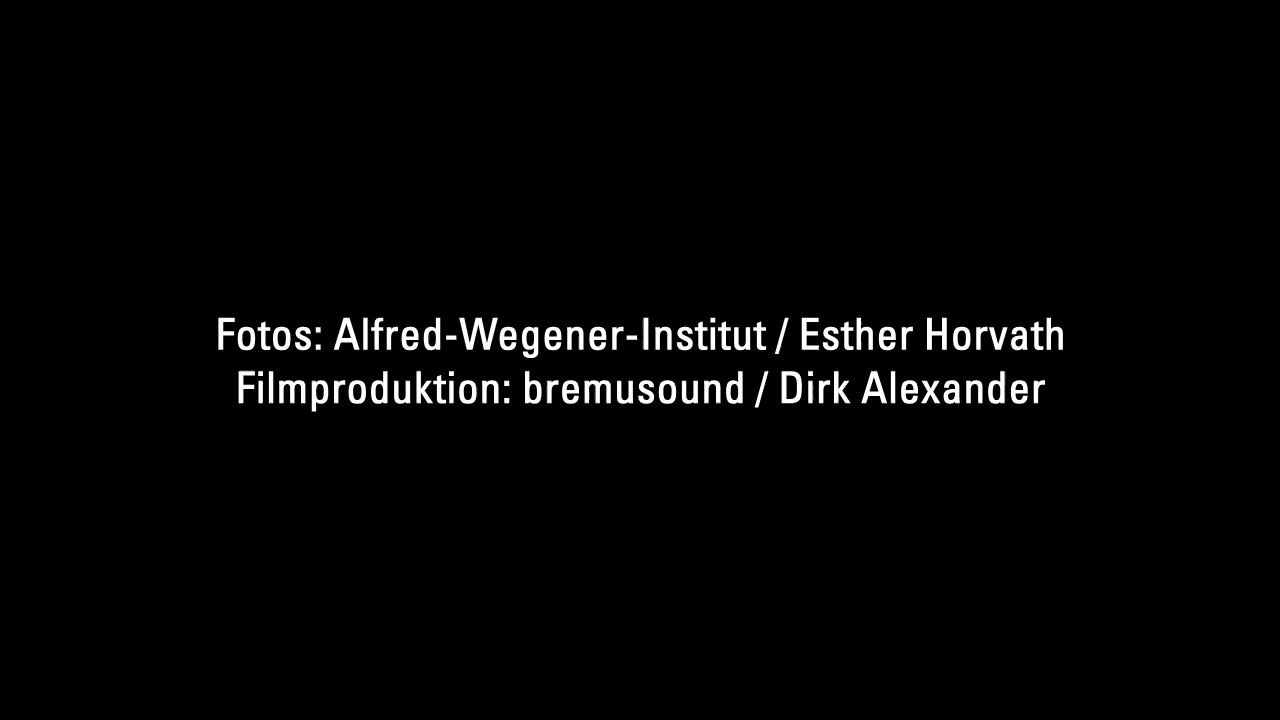 Fotos: Alfred-Wegener-Institut / Esther Horvath
Filmproduktion: bremusound / Dirk Alexander